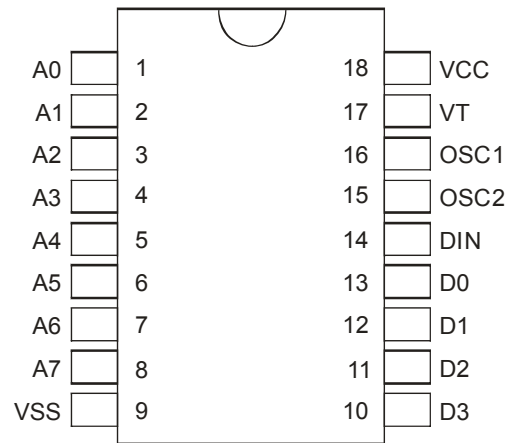 A0 1 18 VCC
A1 2 17 VT
A2 3 16 OSC1
A3 4 15 OSC2
A4 5 14 DIN
A5 6 13 D0
A6 7 12 D1
A7 8 11 D2
VSS 9 10 D3